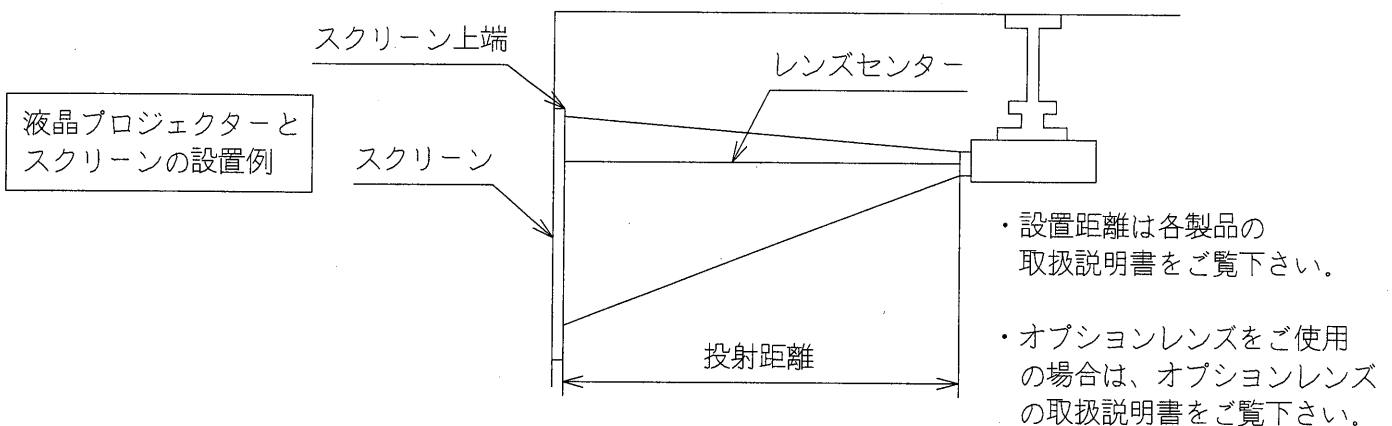 スクリーン上端
レンズセンター
液晶プロジェクターと
スクリーンの設置例
スクリーン
・設置距離は各製品の
取扱説明書をご覧下さい。
・オプションレンズをご使用
の場合は、オプションレンズ
の取扱説明書をご覧下さい。
投射距離